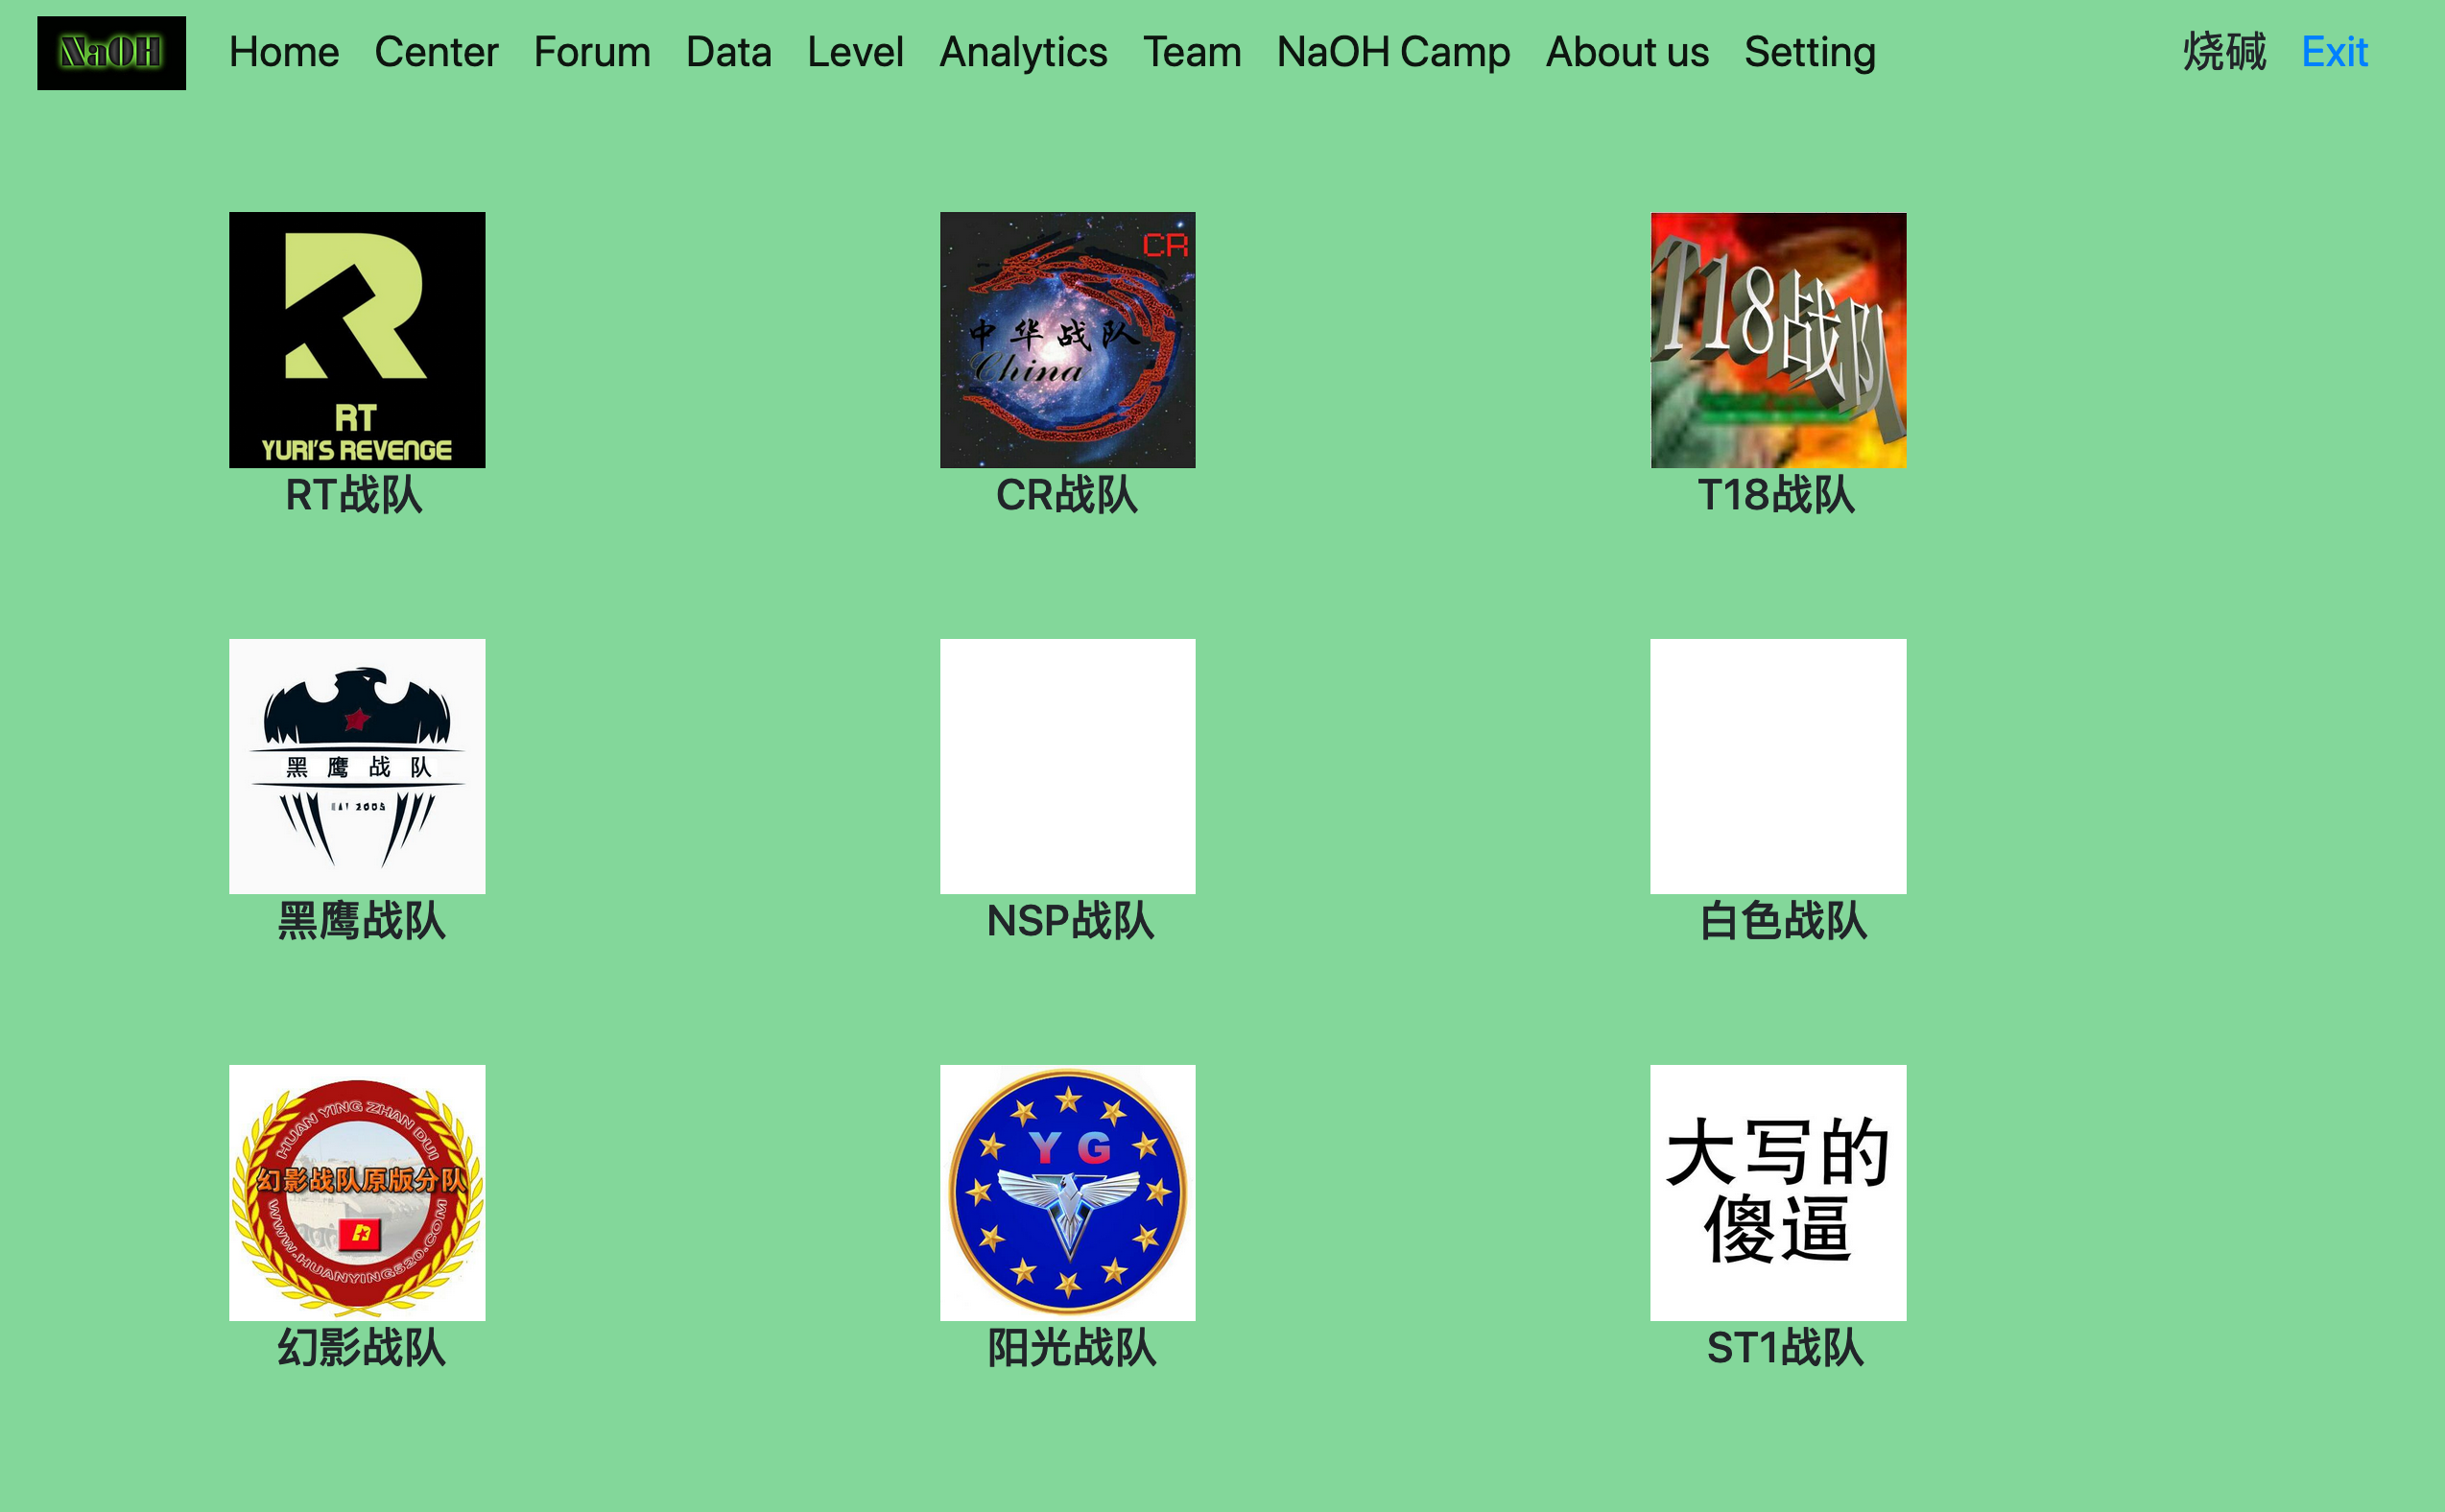 NaOH Home Center Forum Data Level Analytics Team NaOH Camp About us Setting 烧碱 Exit
RT
YURI'S REVENGE
RT战队
CR
中华战队
China
CR战队
T18战队
T18战队
黑鹰战队
黑鹰战队
NSP战队
白色战队
HUAN YING ZHAN DUI
幻影战队原版分队
WWW.HUANYING520.COM
幻影战队
Y G
阳光战队
大写的
傻逼
ST1战队